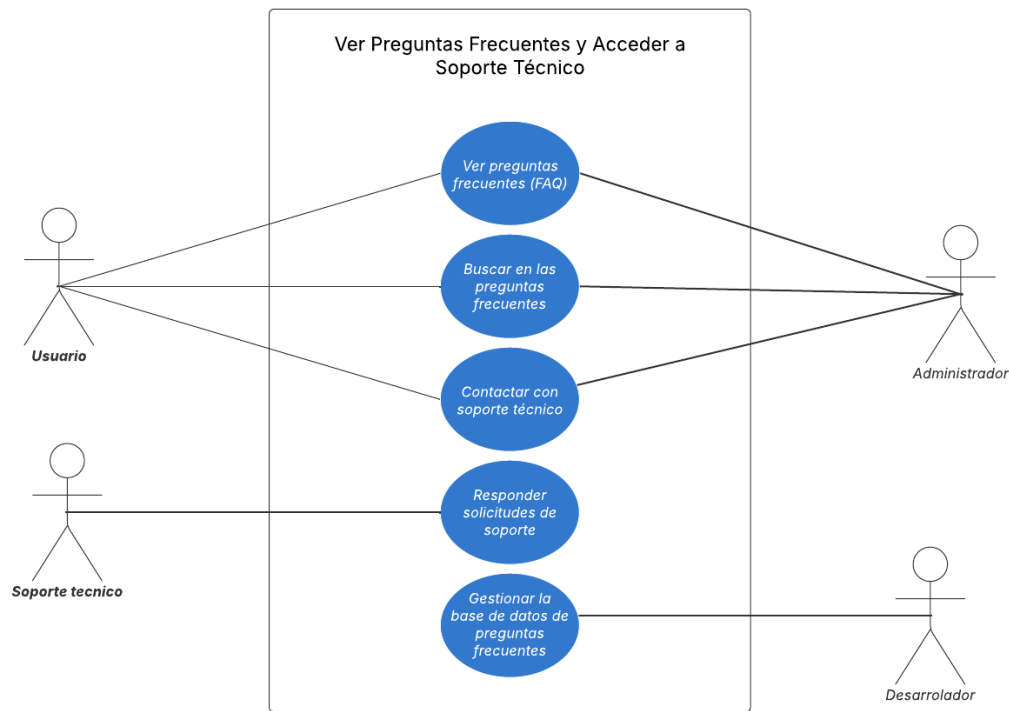 Ver Preguntas Frecuentes y Acceder a
Soporte Técnico
Ver preguntas
frecuentes (FAQ)
Buscar en las
preguntas
frecuentes
Usuario
Administrador
Contactar con
soporte técnico
Responder
solicitudes de
soporte
Soporte tecnico
Gestionar la
base de datos de
preguntas
frecuentes
Desarrolador